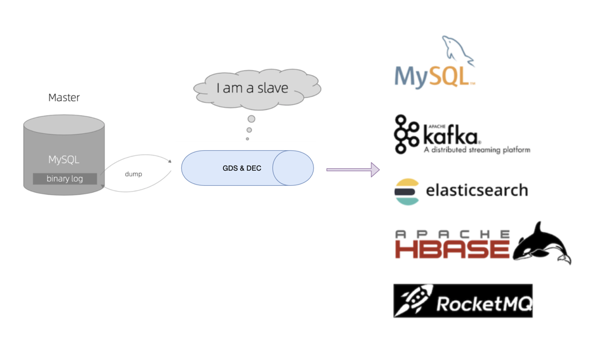 Master
MySQL
binary log
dump
I am a slave
GDS & DEC
MySQL™
APACHE
kafka®
A distributed streaming platform
elasticsearch
APACHE
HBASE
RocketMQ